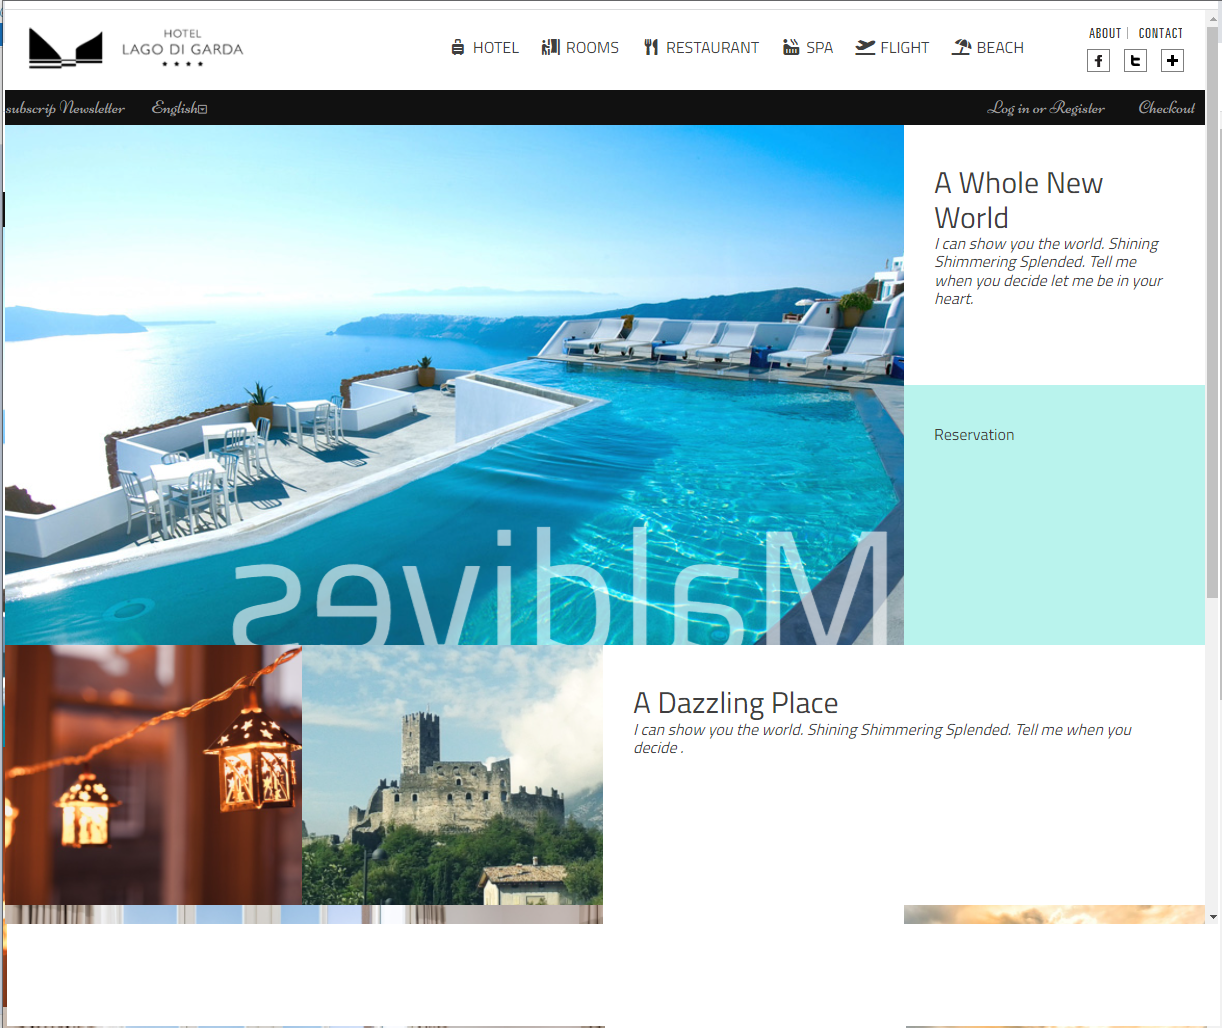 HOTEL
LAGO DI GARDA
HOTEL
ROOMS
RESTAURANT
SPA
FLIGHT
BEACH
ABOUT
CONTACT
subscrip Newsletter
English
Log in or Register
Checkout
A Whole New
World
I can show you the world. Shining
Shimmering Splended. Tell me
when you decide let me be in your
heart.
Reservation
Maldives
A Dazzling Place
I can show you the world. Shining Shimmering Splended. Tell me when you
decide .